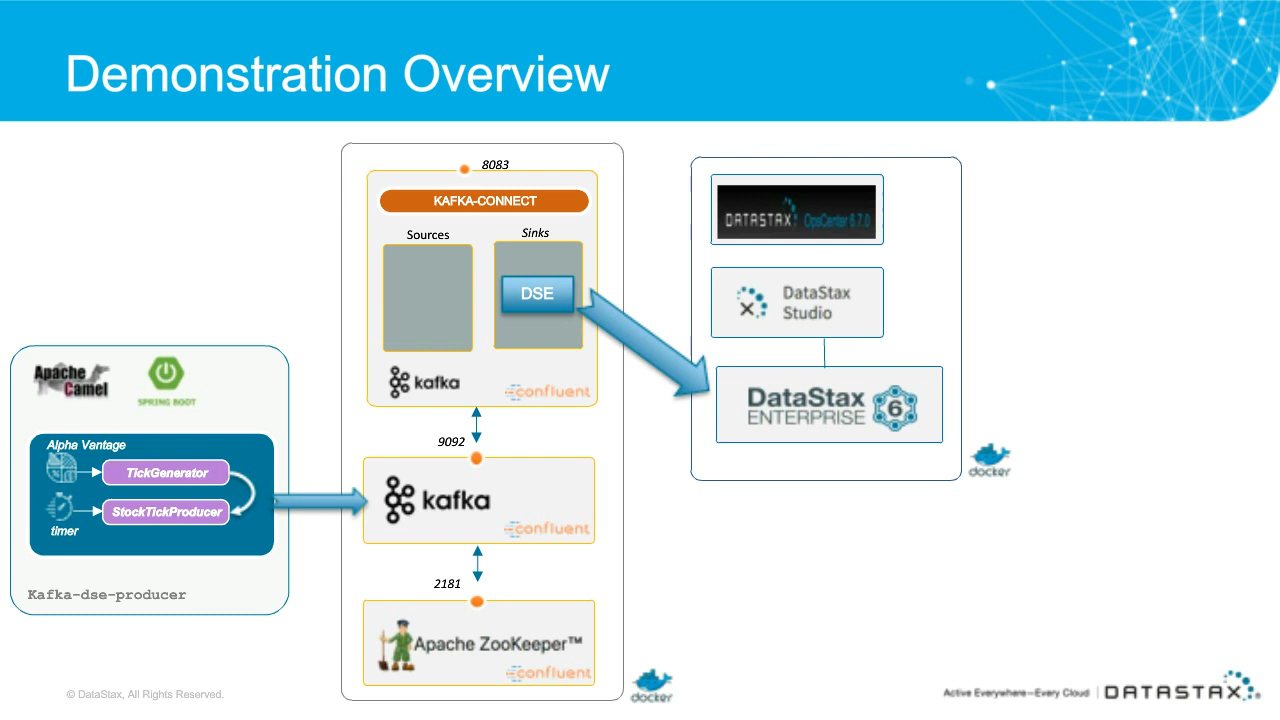 Demonstration Overview
8083
KAFKA-CONNECT
Sources
Sinks
DSE
kafka
confluent
9092
kafka
confluent
2181
Apache ZooKeeper™
confluent
docker
Apache
Camel
SPRING BOOT
Alpha Vantage
TickGenerator
StockTickProducer
timer
Kafka-dse-producer
DATASTAX OpsCenter 6.7.0
DataStax
Studio
DataStax
ENTERPRISE 6
docker
© DataStax, All Rights Reserved.
Active Everywhere—Every Cloud | DATASTAX